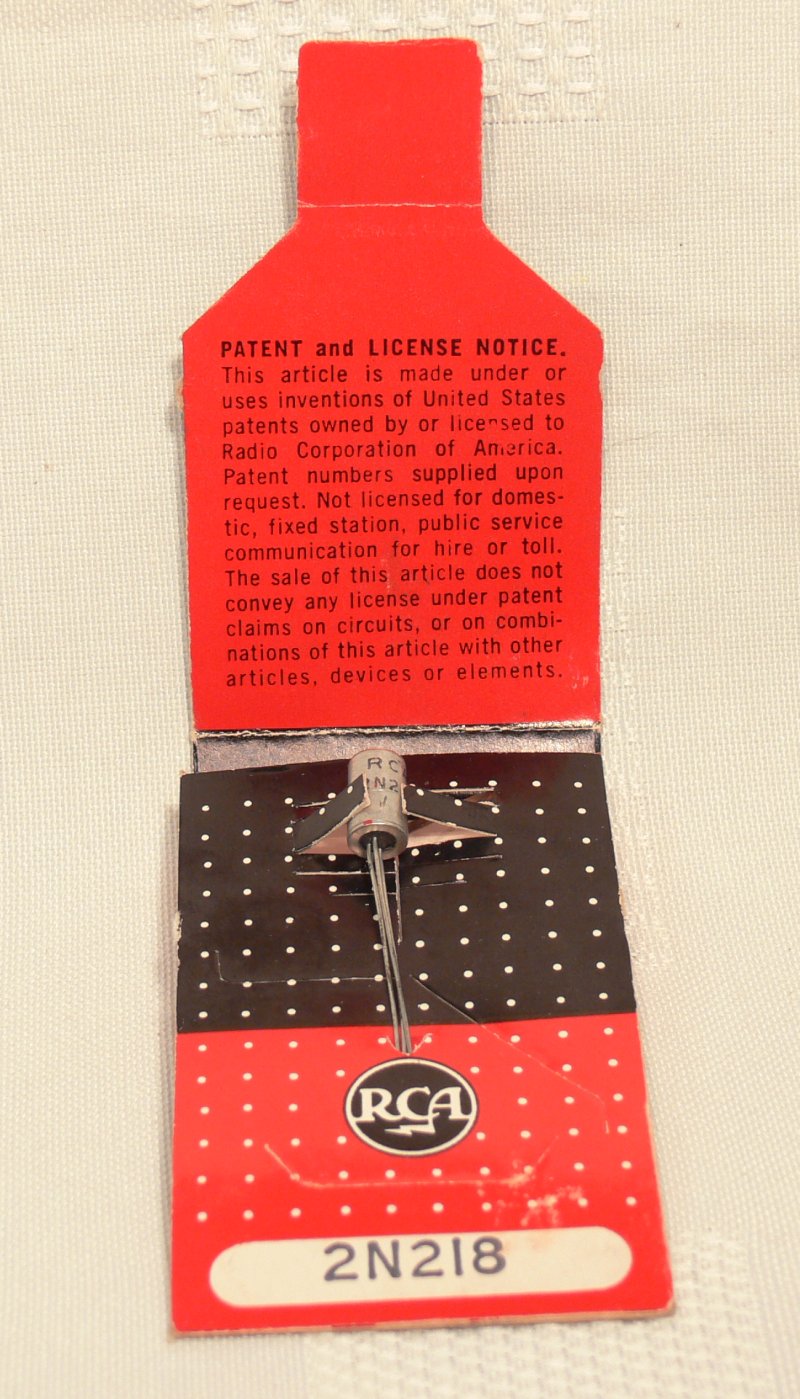 PATENT and LICENSE NOTICE.
This article is made under or
uses inventions of United States
patents owned by or licensed to
Radio Corporation of America.
Patent numbers supplied upon
request. Not licensed for domes-
tic, fixed station, public service
communication for hire or toll.
The sale of this article does not
convey any license under patent
claims on circuits, or on combi-
nations of this article with other
articles, devices or elements.
RC
RCA
2N218